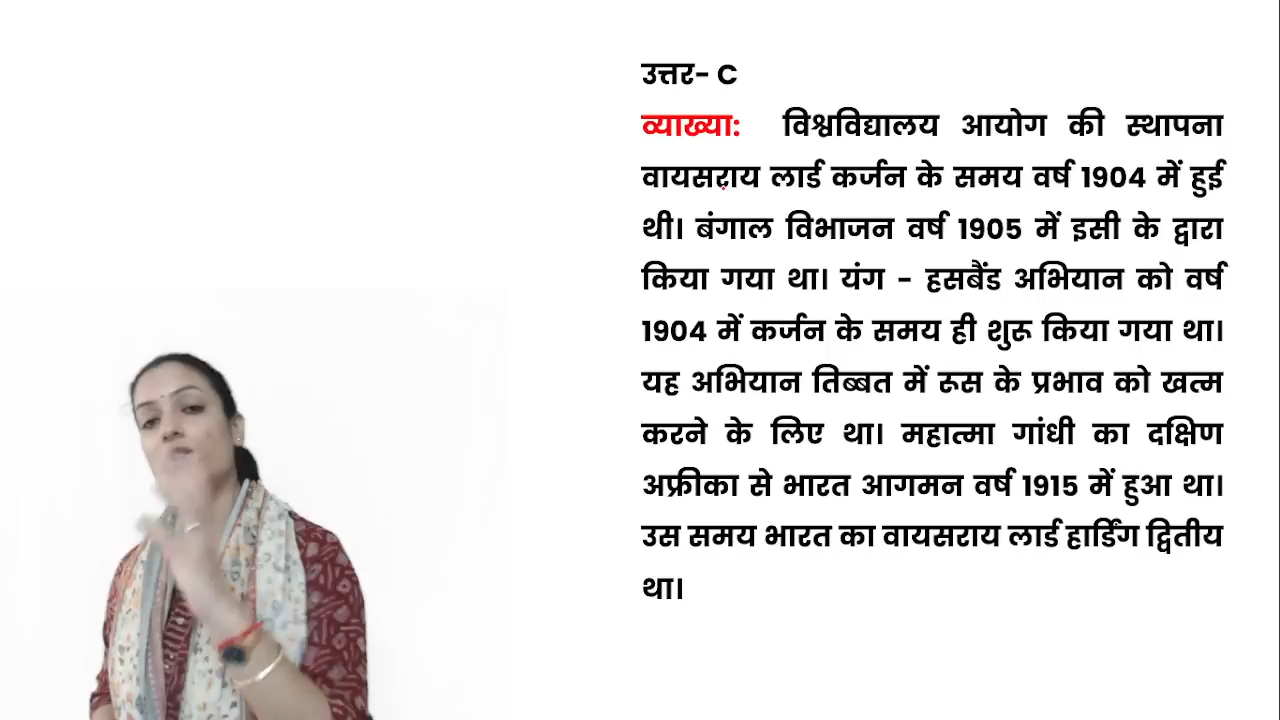 उत्तर- C
व्याख्या: विश्वविद्यालय आयोग की स्थापना
वायसराय लार्ड कर्जन के समय वर्ष 1904 में हुई
थी। बंगाल विभाजन वर्ष 1905 में इसी के द्वारा
किया गया था। यंग - हसबैंड अभियान को वर्ष
1904 में कर्जन के समय ही शुरू किया गया था।
यह अभियान तिब्बत में रूस के प्रभाव को खत्म
करने के लिए था। महात्मा गांधी का दक्षिण
अफ्रीका से भारत आगमन वर्ष 1915 में हुआ था।
उस समय भारत का वायसराय लार्ड हार्डिंग द्वितीय
था।